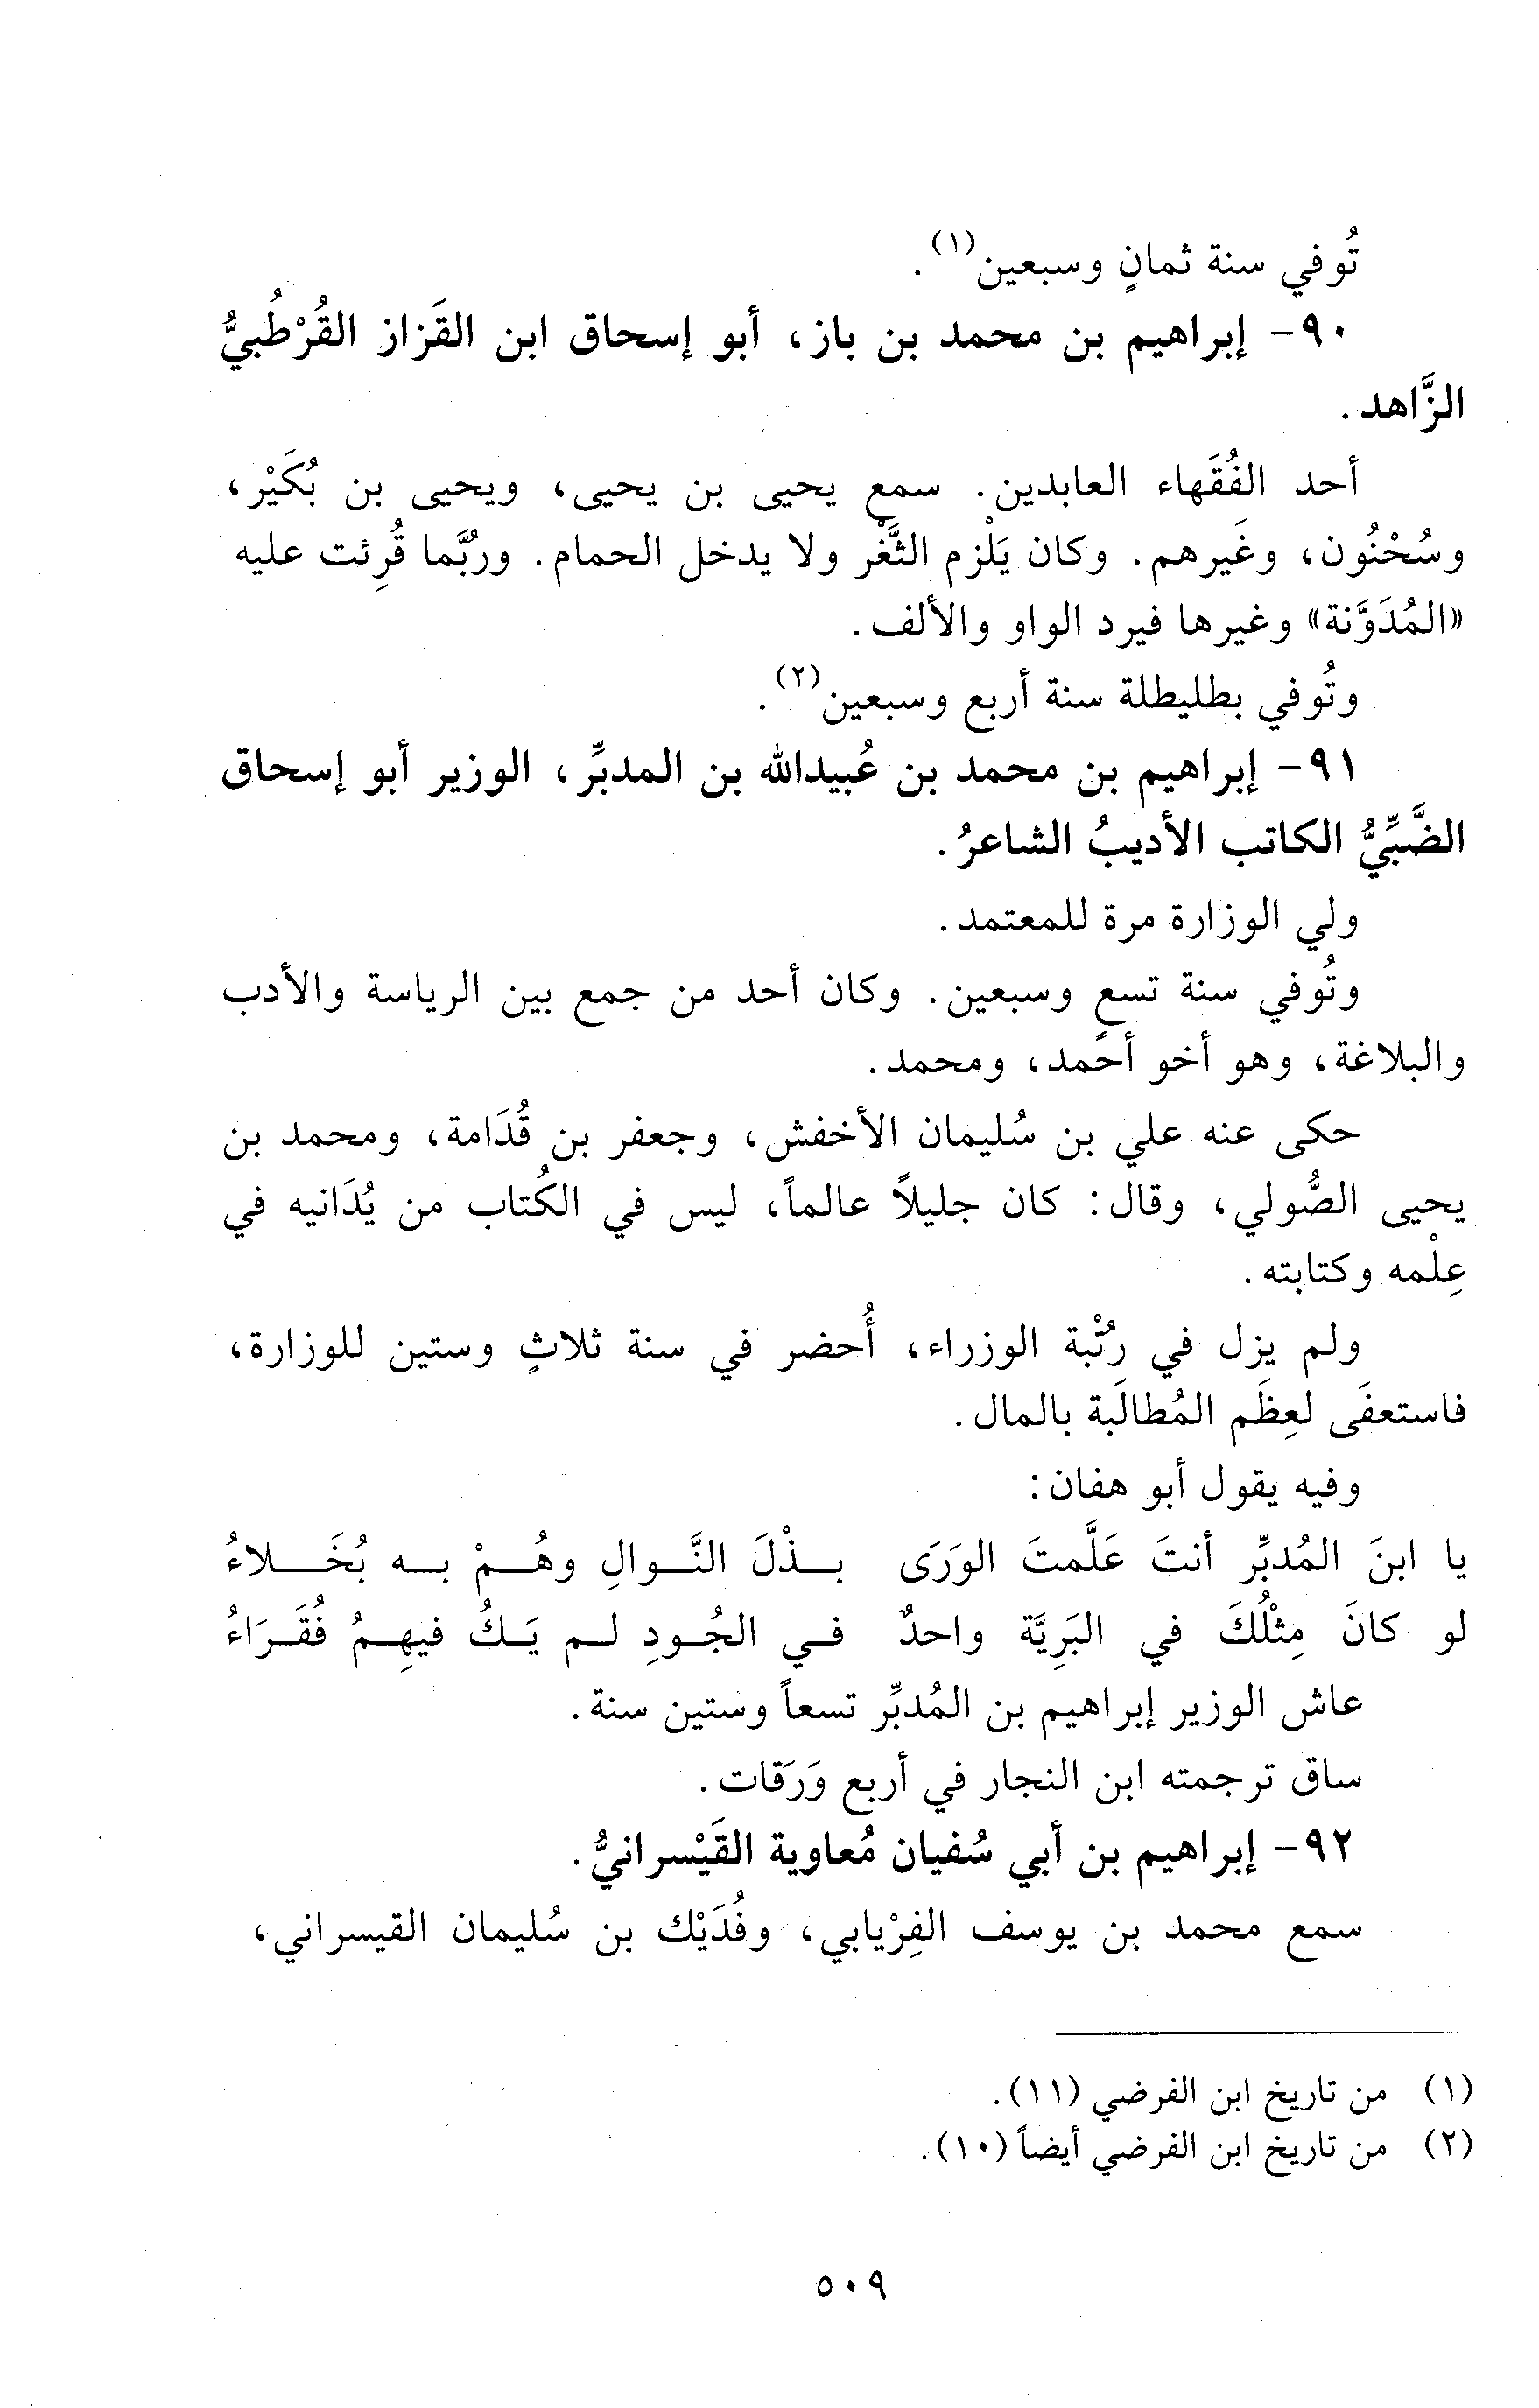 تُوفي سنة ثمانٍ وسبعين(١).
٩٠- إبراهيم بن محمد بن باز، أبو إسحاق ابن القَزاز القُرْطُبيُّ
الزَّاهد.
أحد الفُقَهاء العابدين. سمع يحيى بن يحيى، ويحيى بن بُكَيْر،
وسُحْنُون، وغَيرهم. وكان يَلْزم الثَّغْر ولا يدخل الحمام. ورُبَّما قُرِئت عليه
«المُدَوَّنة» وغيرها فيرد الواو والألف.
وتُوفي بطليطلة سنة أربع وسبعين(٢).
٩١- إبراهيم بن محمد بن عُبيدالله بن المدبِّر، الوزير أبو إسحاق
الضَّبِّيُّ الكاتب الأديبُ الشاعرُ.
ولي الوزارة مرة للمعتمد.
وتُوفي سنة تسعٍ وسبعين. وكان أحد من جمع بين الرياسة والأدب
والبلاغة، وهو أخو أحمد، ومحمد.
حكى عنه علي بن سُليمان الأخفش، وجعفر بن قُدَامة، ومحمد بن
يحيى الصُّولي، وقال: كان جليلاً عالماً، ليس في الكُتاب من يُدَانيه في
عِلْمه وكتابته.
ولم يزل في رُتْبة الوزراء، أُحضر في سنة ثلاثٍ وستين للوزارة،
فاستعفَى لعِظَم المُطالَبة بالمال.
وفيه يقول أبو هفان:
يا ابنَ المُدبِّر أنتَ عَلَّمتَ الوَرَى بـذْلَ النَّـوالِ وهُـمْ بـه بُخَـلاءُ
لو كانَ مِثْلُكَ في البَرِيَّة واحدٌ فـي الجُـودِ لـم يَـكُ فيهِـمُ فُقَـرَاءُ
عاش الوزير إبراهيم بن المُدبِّر تسعاً وستين سنة.
ساق ترجمته ابن النجار في أربع وَرَقات.
٩٢- إبراهيم بن أبي سُفيان مُعاوية القَيْسرانيُّ.
سمع محمد بن يوسف الفِرْيابي، وفُدَيْك بن سُليمان القيسراني،
(١) من تاريخ ابن الفرضي (١١).
(٢) من تاريخ ابن الفرضي أيضاً (١٠).
٥٠٩